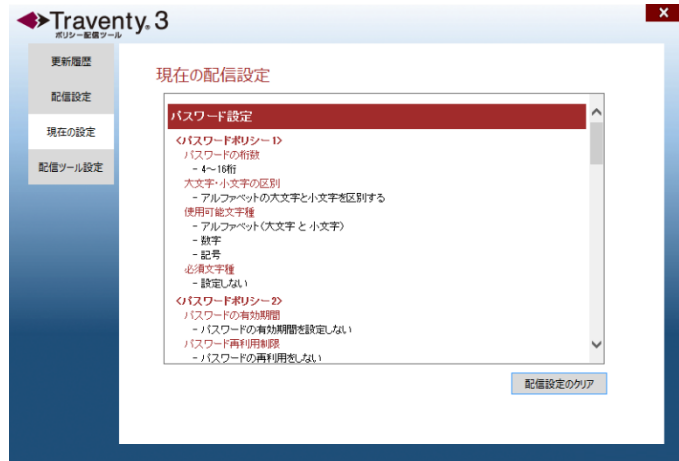 Traventy. 3
ポリシー配信ツール
更新履歴
配信設定
現在の設定
配信ツール設定
現在の配信設定
パスワード設定
<パスワードポリシー1>
パスワードの桁数
- 4～16桁
大文字・小文字の区別
- アルファベットの大文字と小文字を区別する
使用可能文字種
- アルファベット(大文字 と 小文字)
- 数字
- 記号
必須文字種
- 設定しない
<パスワードポリシー2>
パスワードの有効期間
- パスワードの有効期間を設定しない
パスワード再利用制限
- パスワードの再利用をしない
配信設定のクリア